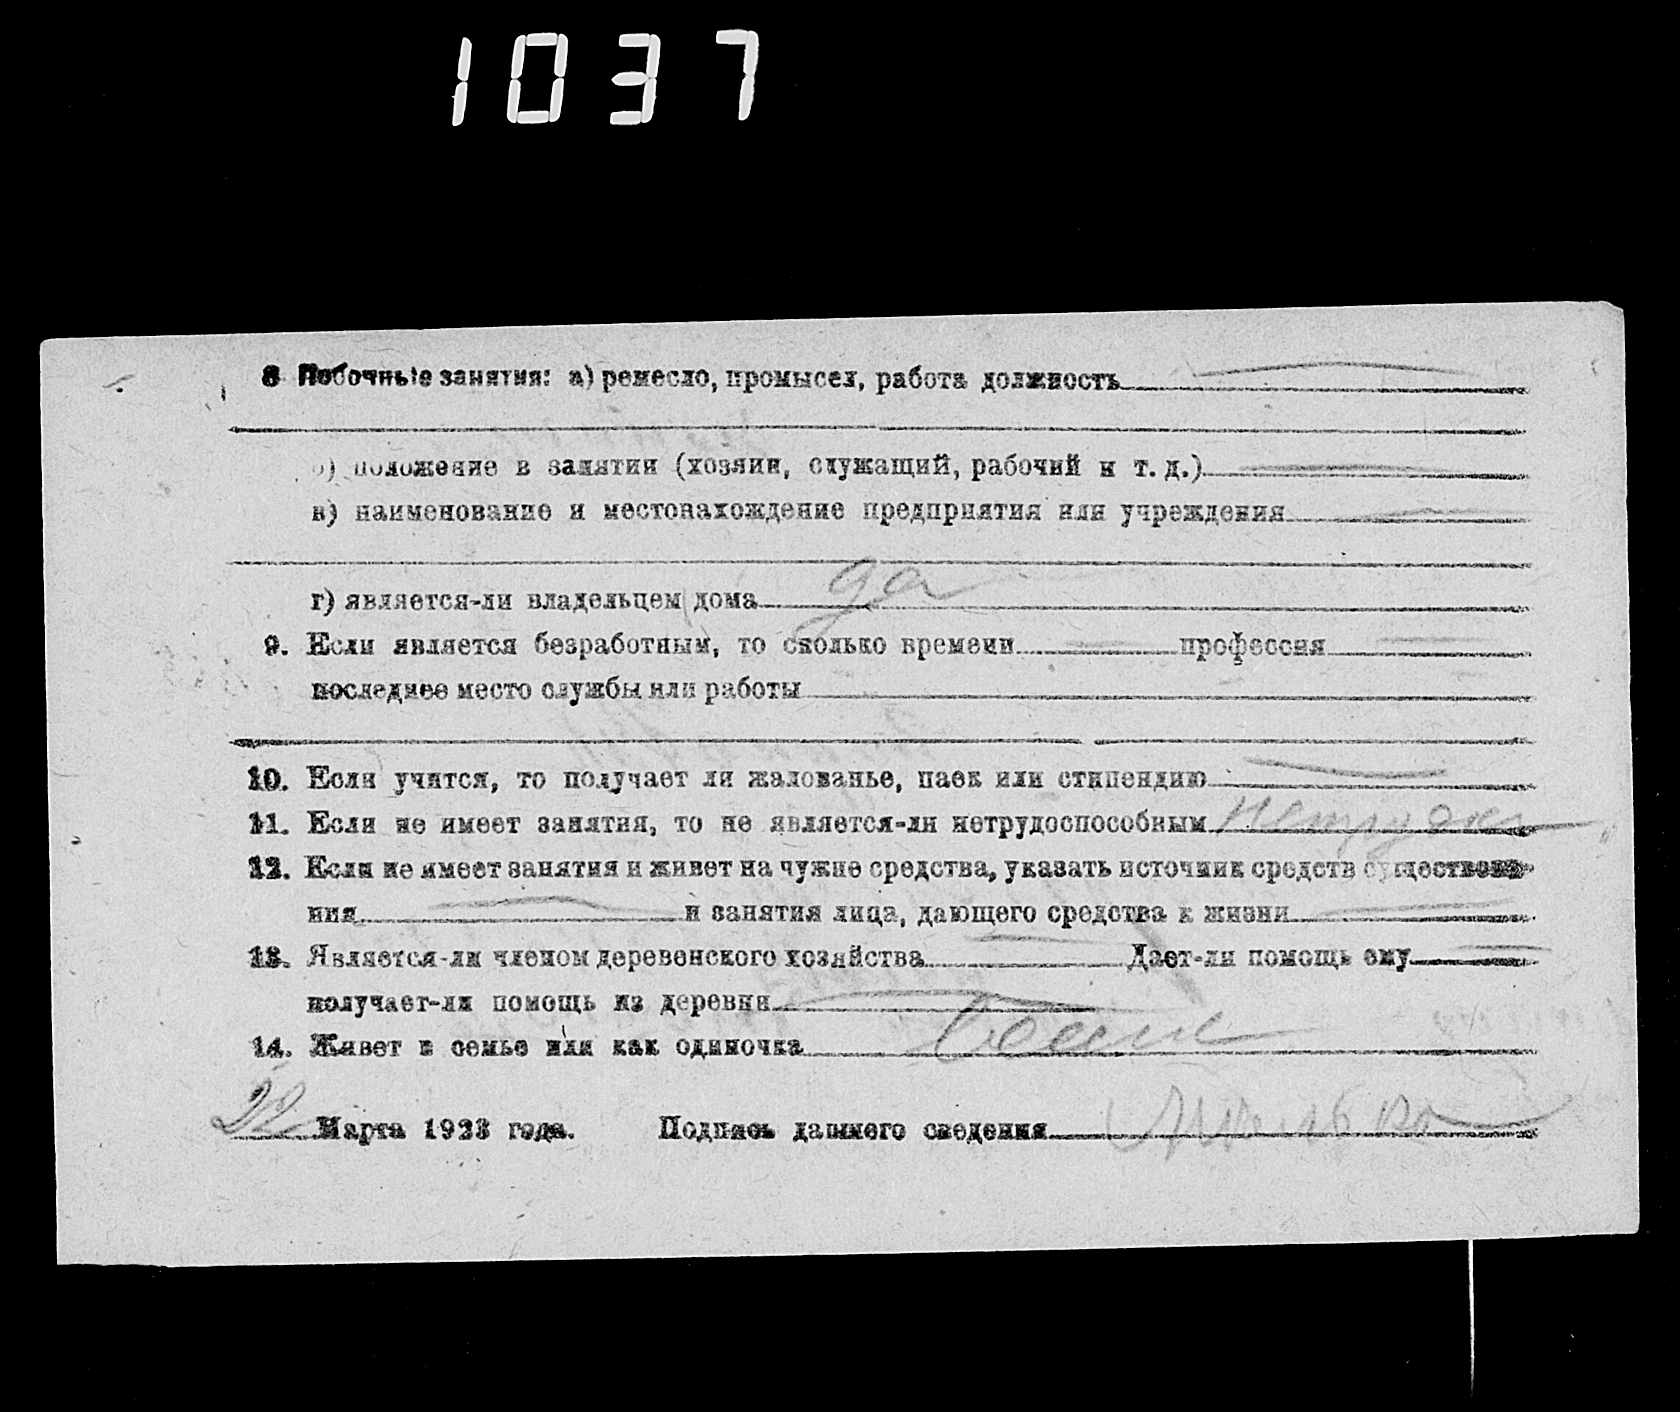 1037
8 Побочные занятия: а) ремесло, промысел, работа должность
б) положение в занятии (хозяин, служащий, рабочий и т. д.)
в) наименование и местонахождение предприятия или учреждения
г) является-ли владельцем дома да
9. Если является безработным, то сколько времени профессия
последнее место службы или работы
10. Если учится, то получает ли жалованье, паек или стипендию
11. Если не имеет занятия, то не является-ли нетрудоспособным
12. Если не имеет занятия и живет на чужие средства, указать источник средств существова-
ния и занятия лица, дающего средства к жизни
13. Является-ли членом деревенского хозяйства Дает-ли помощь ему
получает-ли помощь из деревни
14. Живет в семье или как одиночка
22 Марта 1923 года. Подпись давшего сведения